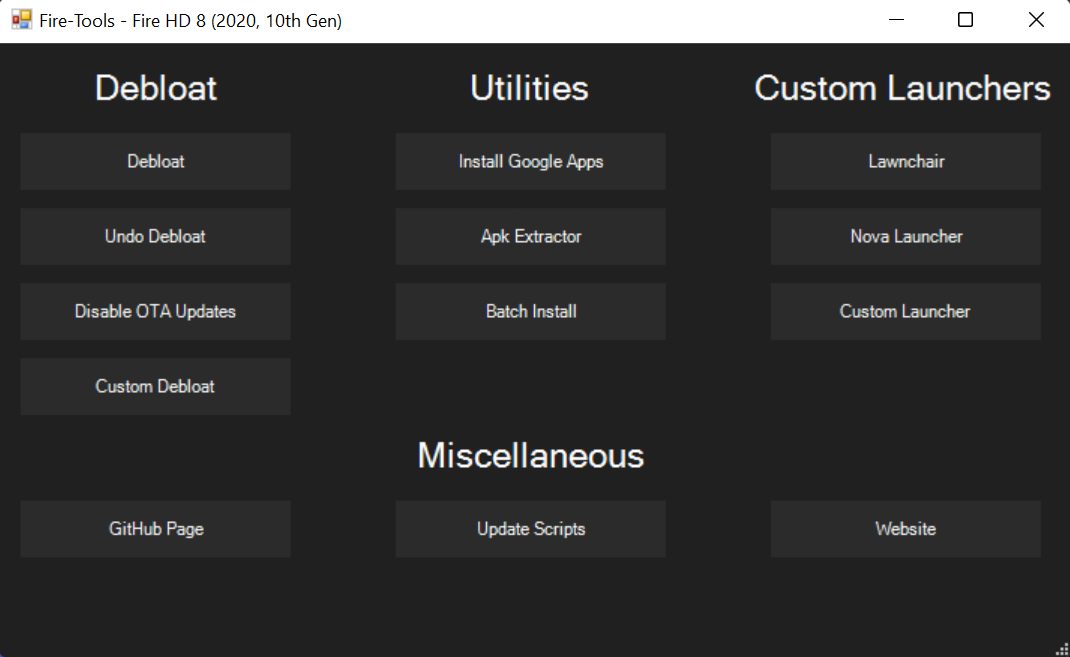 Fire-Tools - Fire HD 8 (2020, 10th Gen)
Debloat Utilities Custom Launchers
Debloat Install Google Apps Lawnchair
Undo Debloat Apk Extractor Nova Launcher
Disable OTA Updates Batch Install Custom Launcher
Custom Debloat
Miscellaneous
GitHub Page Update Scripts Website